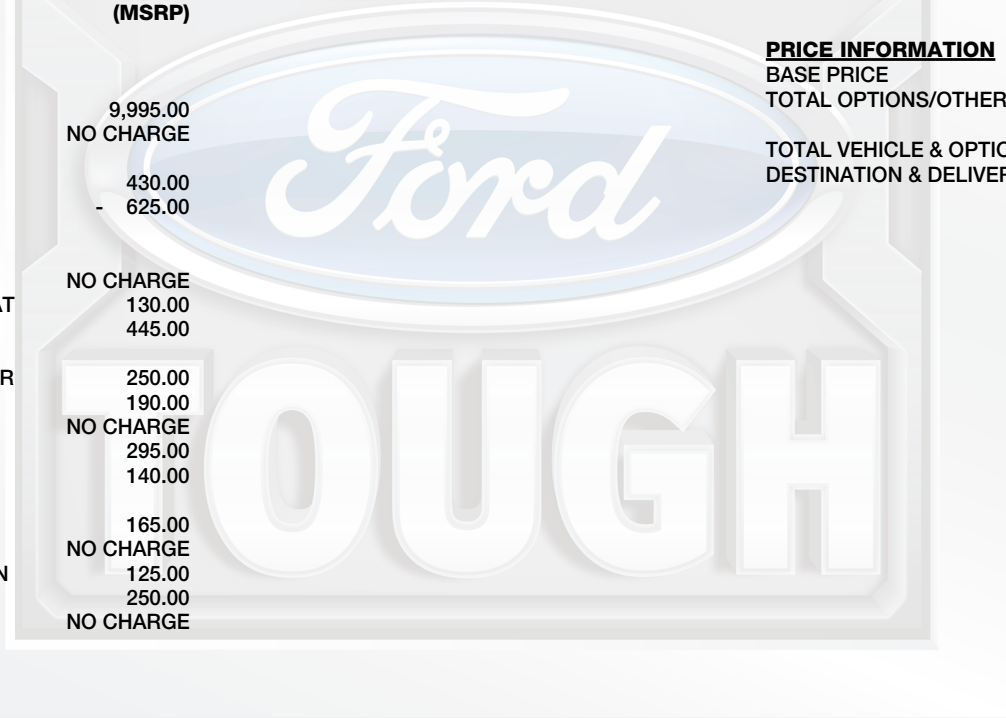 (MSRP)
9,995.00
NO CHARGE
430.00
- 625.00
NO CHARGE
AT 130.00
445.00
R 250.00
190.00
NO CHARGE
295.00
140.00
165.00
NO CHARGE
N 125.00
250.00
NO CHARGE
PRICE INFORMATION
BASE PRICE
TOTAL OPTIONS/OTHER
TOTAL VEHICLE & OPTIO
DESTINATION & DELIVER
Ford
TOUGH